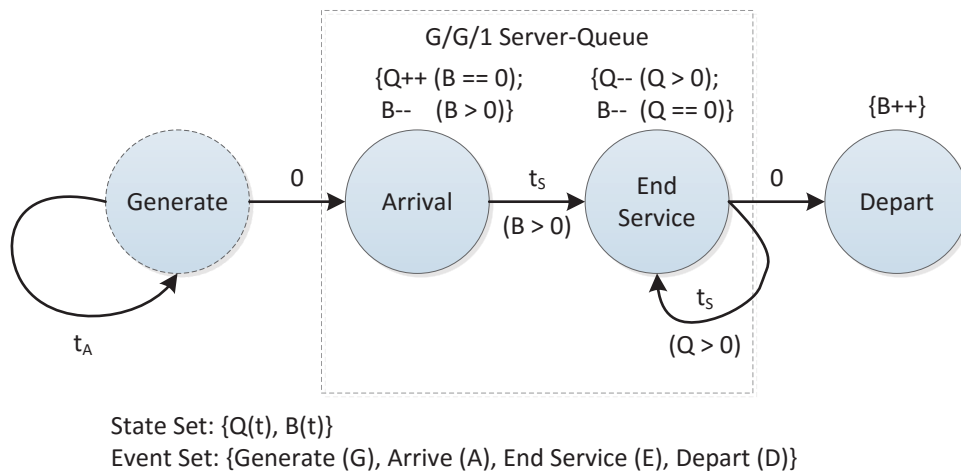 G/G/1 Server-Queue
{Q++ (B == 0);
B-- (B > 0)}
{Q-- (Q > 0);
B-- (Q == 0)}
{B++}
Generate
0
Arrival
tS
(B > 0)
End
Service
0
Depart
tA
tS
(Q > 0)
State Set: {Q(t), B(t)}
Event Set: {Generate (G), Arrive (A), End Service (E), Depart (D)}